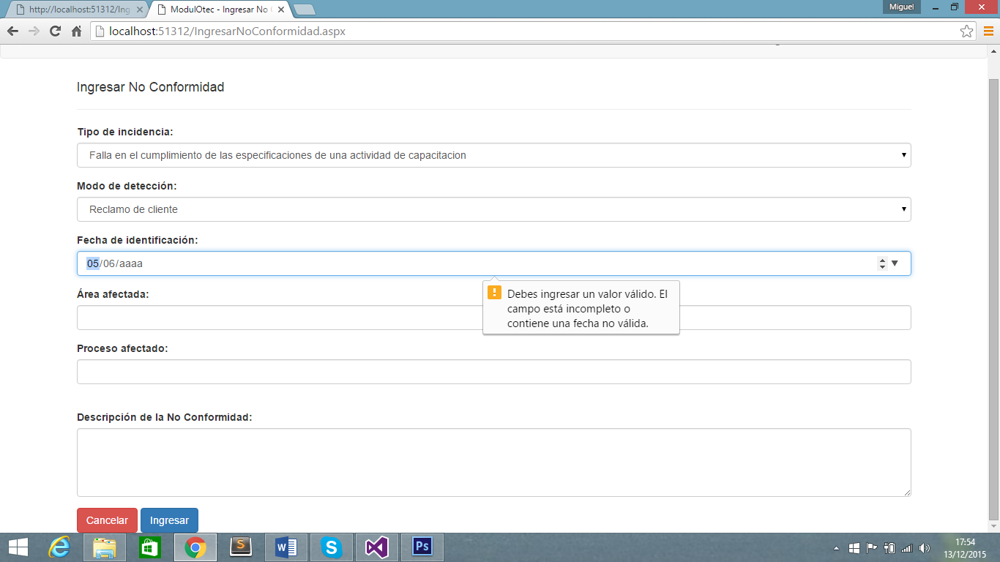 http://localhost:51312/Ing
ModulOtec - Ingresar No
Miguel
localhost:51312/IngresarNoConformidad.aspx
Ingresar No Conformidad
Tipo de incidencia:
Falla en el cumplimiento de las especificaciones de una actividad de capacitacion
Modo de detección:
Reclamo de cliente
Fecha de identificación:
05/06/aaaa
Debes ingresar un valor válido. El
campo está incompleto o
contiene una fecha no válida.
Área afectada:
Proceso afectado:
Descripción de la No Conformidad:
Cancelar
Ingresar
17:54
13/12/2015